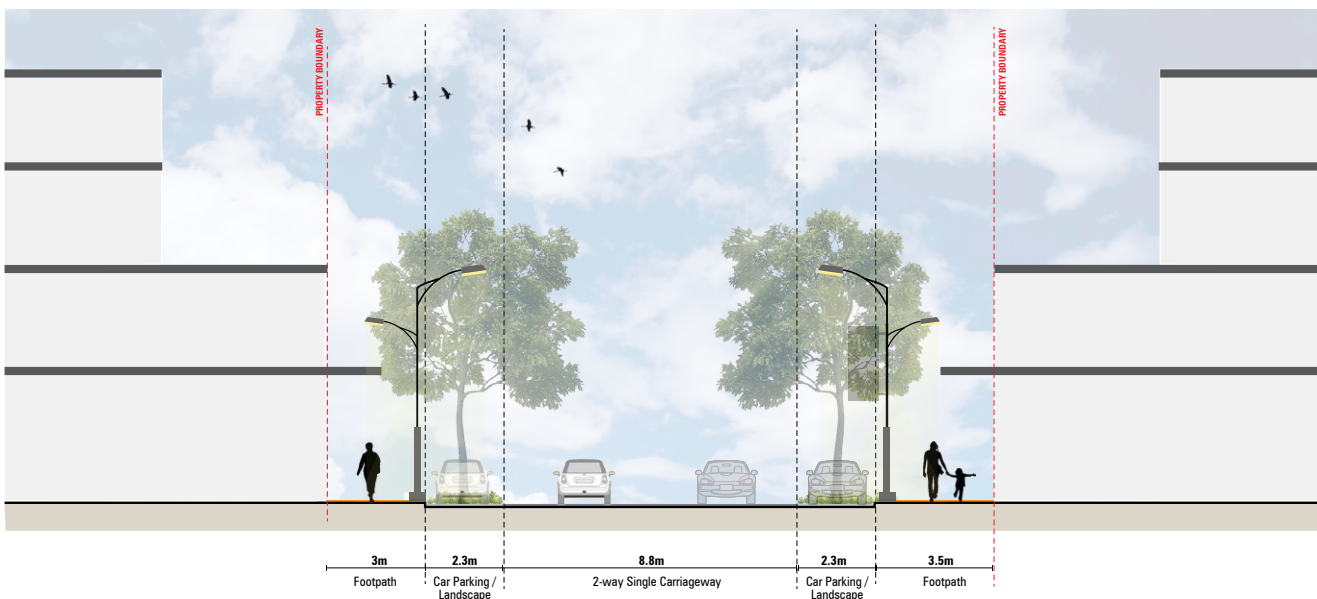 PROPERTY BOUNDARY
PROPERTY BOUNDARY
3m
Footpath
2.3m
Car Parking /
Landscape
8.8m
2-way Single Carriageway
2.3m
Car Parking /
Landscape
3.5m
Footpath